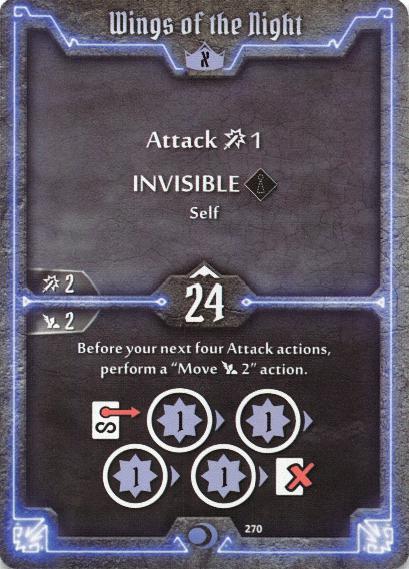 Wings of the Night
X
Attack 1
INVISIBLE
Self
2
24
2
Before your next four Attack actions,
perform a “Move 2” action.
1 1
1 1
270